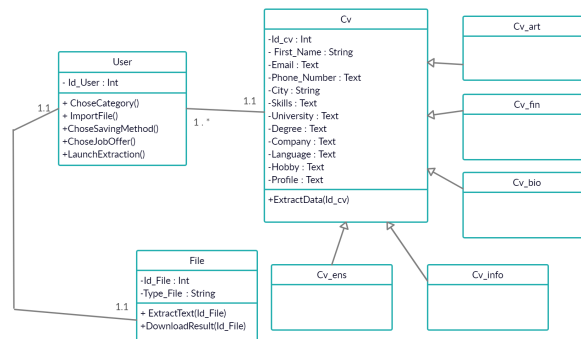 User
- Id_User : Int
+ ChoseCategory()
+ ImportFile()
+ChoseSavingMethod()
+ChoseJobOffer()
+LaunchExtraction()
1.1
1 . *
1.1
Cv
-Id_cv : Int
- First_Name : String
-Email : Text
-Phone_Number : Text
-City : String
-Skills : Text
-University : Text
-Degree : Text
-Company : Text
-Language : Text
-Hobby : Text
-Profile : Text
+ExtractData(Id_cv)
Cv_art
Cv_fin
Cv_bio
Cv_ens
Cv_info
File
-Id_File : Int
-Type_File : String
+ ExtractText(Id_File)
+DownloadResult(Id_File)
1.1